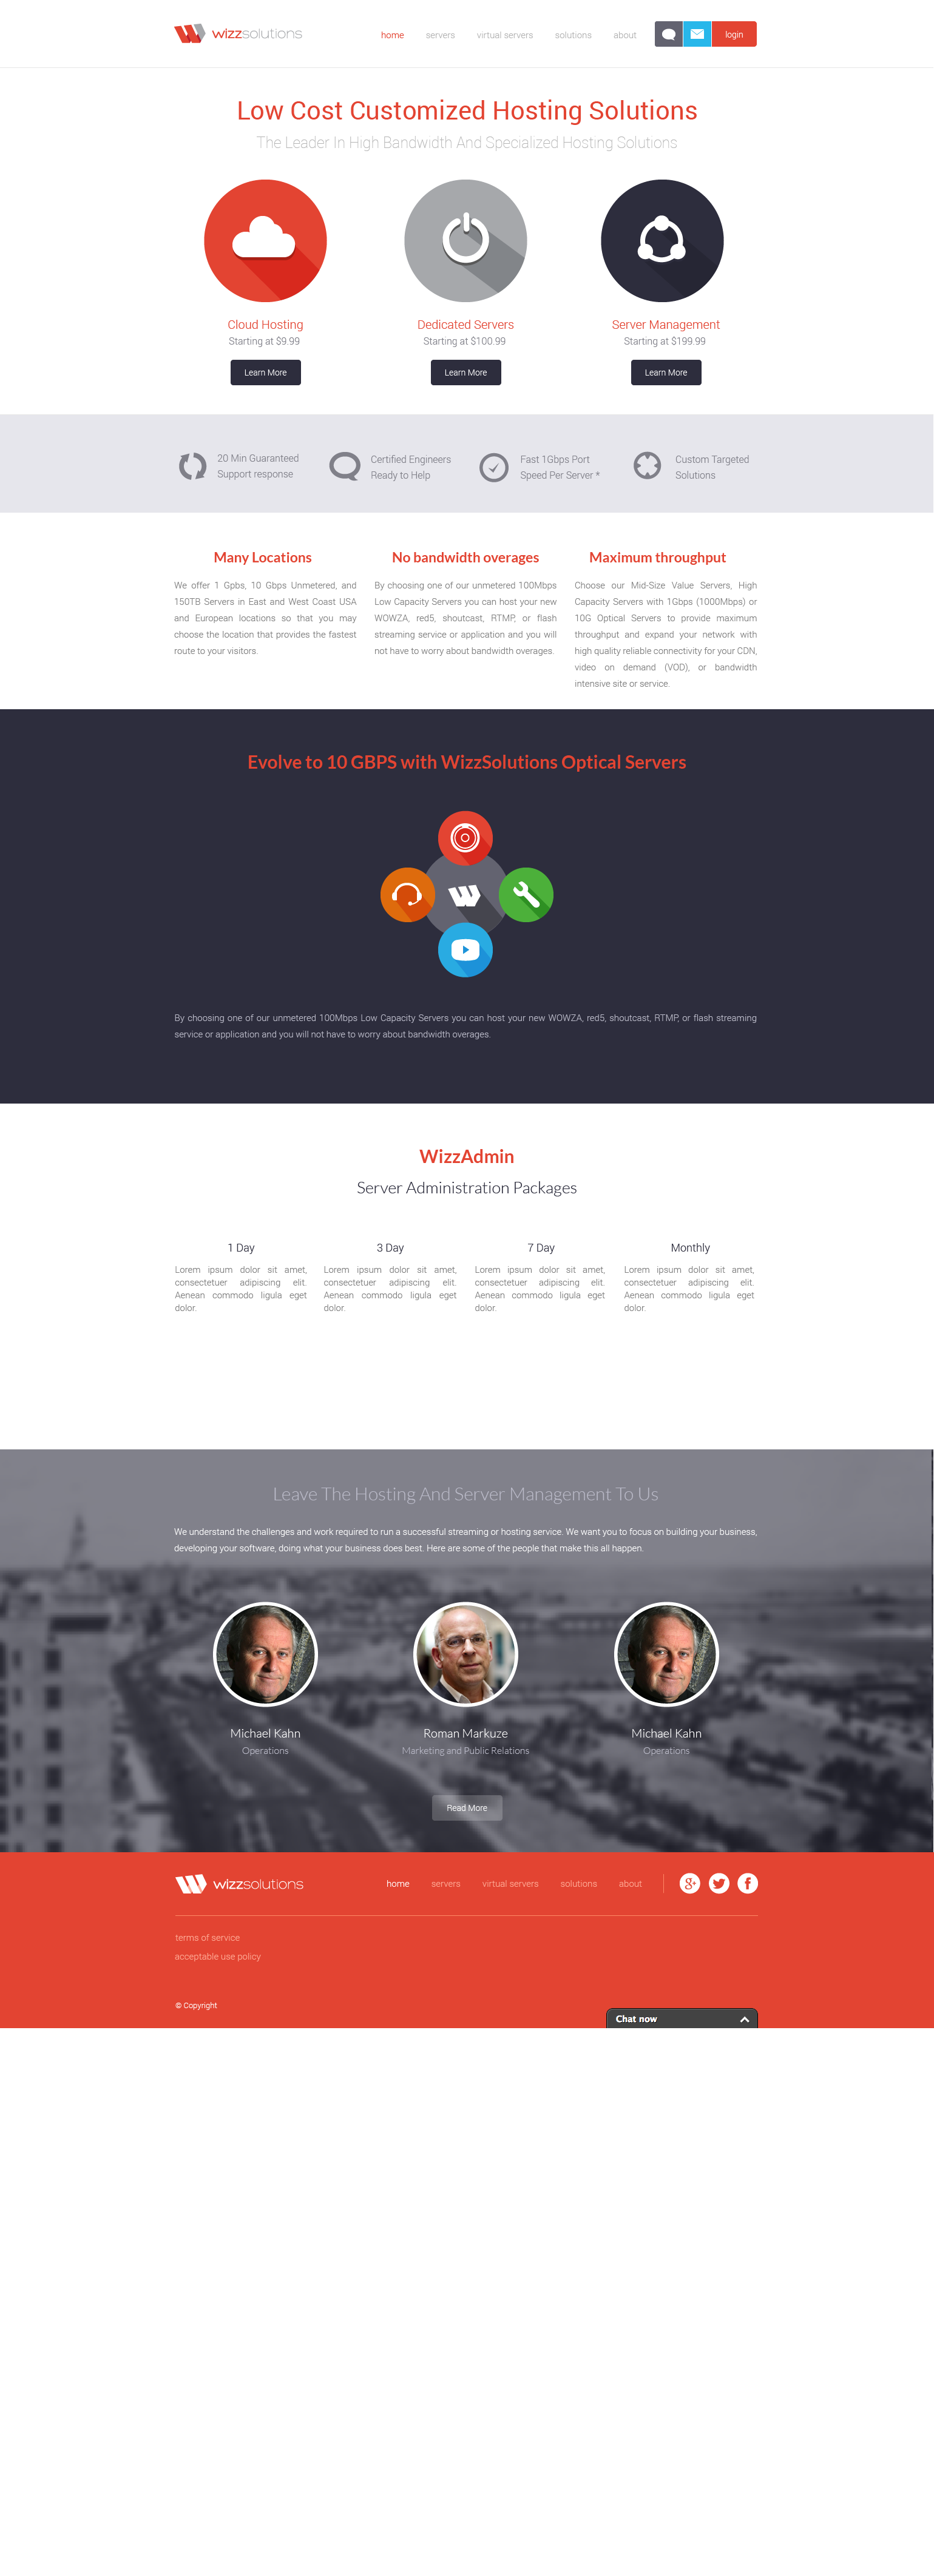 wizzsolutions
home servers virtual servers solutions about login
Low Cost Customized Hosting Solutions
The Leader In High Bandwidth And Specialized Hosting Solutions
Cloud Hosting
Starting at $9.99
Learn More
Dedicated Servers
Starting at $100.99
Learn More
Server Management
Starting at $199.99
Learn More
20 Min Guaranteed
Support response
Certified Engineers
Ready to Help
Fast 1Gbps Port
Speed Per Server *
Custom Targeted
Solutions
Many Locations
We offer 1 Gpbs, 10 Gbps Unmetered, and
150TB Servers in East and West Coast USA
and European locations so that you may
choose the location that provides the fastest
route to your visitors.
No bandwidth overages
By choosing one of our unmetered 100Mbps
Low Capacity Servers you can host your new
WOWZA, red5, shoutcast, RTMP, or flash
streaming service or application and you will
not have to worry about bandwidth overages.
Maximum throughput
Choose our Mid-Size Value Servers, High
Capacity Servers with 1Gbps (1000Mbps) or
10G Optical Servers to provide maximum
throughput and expand your network with
high quality reliable connectivity for your CDN,
video on demand (VOD), or bandwidth
intensive site or service.
Evolve to 10 GBPS with WizzSolutions Optical Servers
By choosing one of our unmetered 100Mbps Low Capacity Servers you can host your new WOWZA, red5, shoutcast, RTMP, or flash streaming
service or application and you will not have to worry about bandwidth overages.
WizzAdmin
Server Administration Packages
1 Day
Lorem ipsum dolor sit amet,
consectetuer adipiscing elit.
Aenean commodo ligula eget
dolor.
3 Day
Lorem ipsum dolor sit amet,
consectetuer adipiscing elit.
Aenean commodo ligula eget
dolor.
7 Day
Lorem ipsum dolor sit amet,
consectetuer adipiscing elit.
Aenean commodo ligula eget
dolor.
Monthly
Lorem ipsum dolor sit amet,
consectetuer adipiscing elit.
Aenean commodo ligula eget
dolor.
Leave The Hosting And Server Management To Us
We understand the challenges and work required to run a successful streaming or hosting service. We want you to focus on building your business,
developing your software, doing what your business does best. Here are some of the people that make this all happen.
Michael Kahn
Operations
Roman Markuze
Marketing and Public Relations
Michael Kahn
Operations
Read More
wizzsolutions
home servers virtual servers solutions about
terms of service
acceptable use policy
© Copyright
Chat now